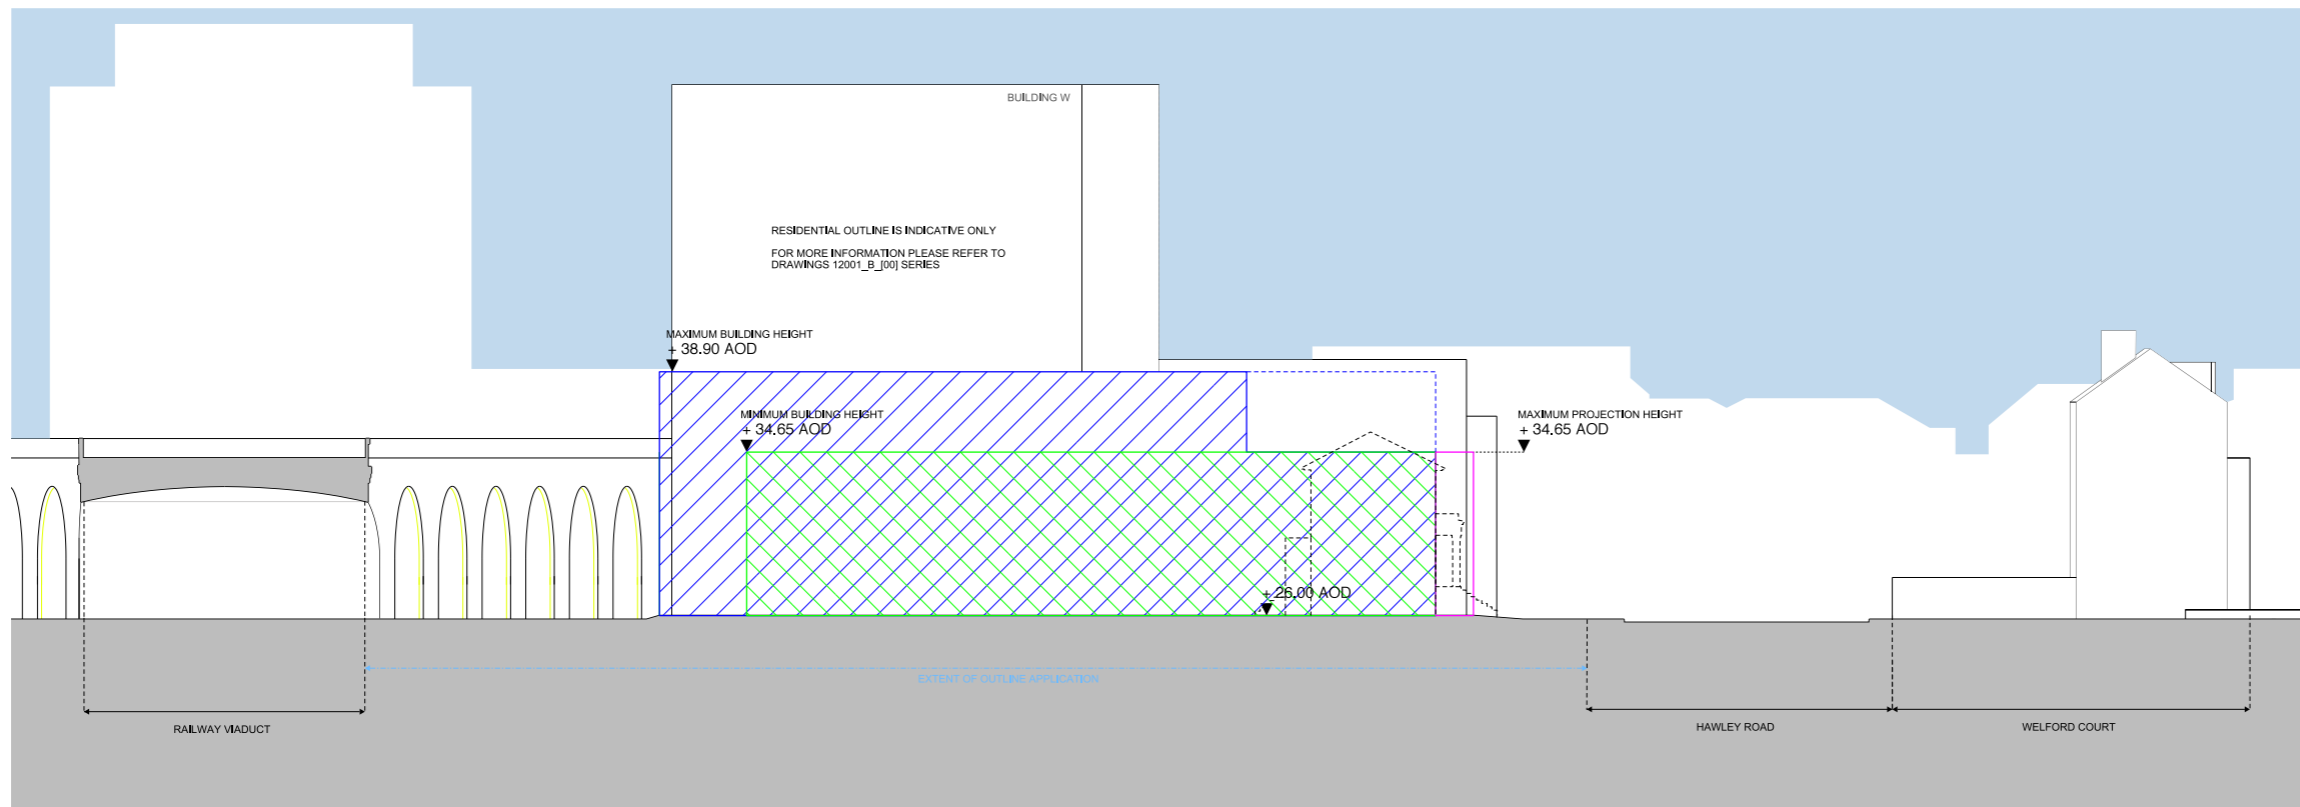 BUILDING W
RESIDENTIAL OUTLINE IS INDICATIVE ONLY
FOR MORE INFORMATION PLEASE REFER TO
DRAWINGS 12001_B_[00] SERIES
MAXIMUM BUILDING HEIGHT
+ 38.90 AOD
MINIMUM BUILDING HEIGHT
+ 34.65 AOD
MAXIMUM PROJECTION HEIGHT
+ 34.65 AOD
+ 26.00 AOD
EXTENT OF OUTLINE APPLICATION
RAILWAY VIADUCT
HAWLEY ROAD
WELFORD COURT